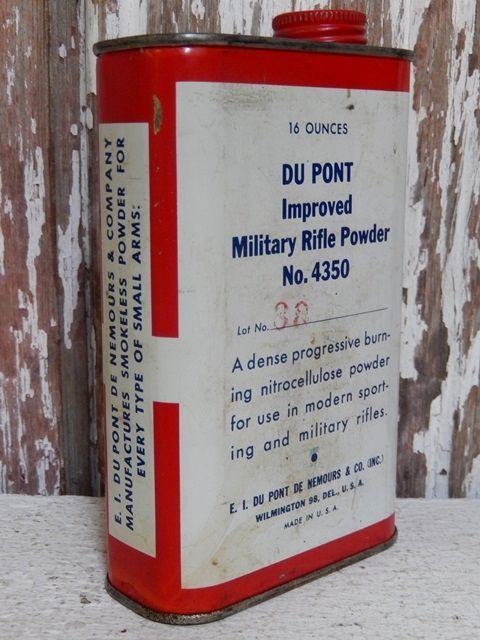 16 OUNCES
DU PONT
Improved
Military Rifle Powder
No. 4350
Lot No.
A dense progressive burn-
ing nitrocellulose powder
for use in modern sport-
ing and military rifles.
E. I. DU PONT DE NEMOURS & CO. (INC.)
WILMINGTON 98, DEL., U. S. A.
MADE IN U. S. A.
E. I. DU PONT DE NEMOURS & COMPANY
MANUFACTURES SMOKELESS POWDER FOR
EVERY TYPE OF SMALL ARMS: